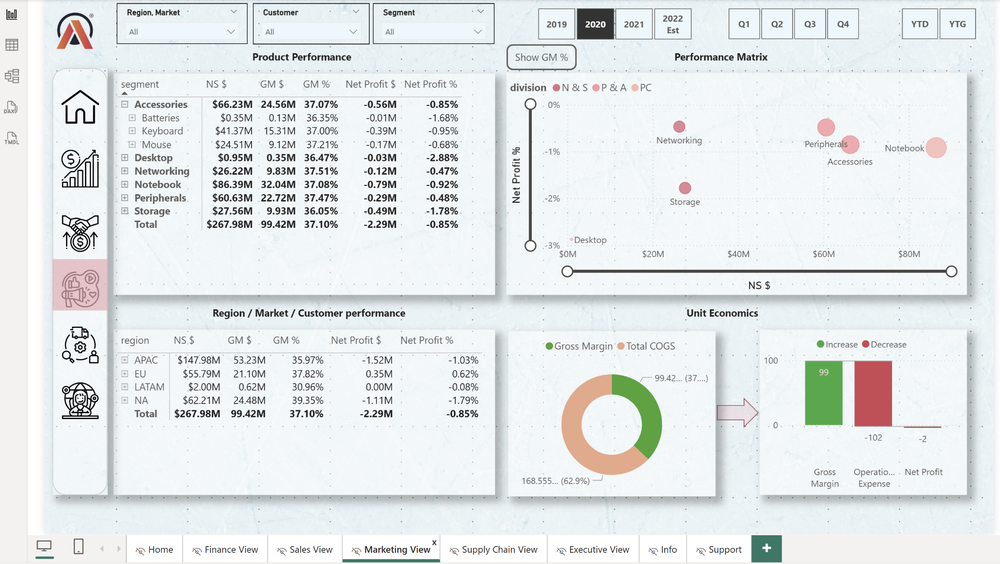 Region, Market
All
Customer
All
Segment
All
2019 2020 2021 2022 Est
Q1 Q2 Q3 Q4
YTD YTG
Product Performance
Show GM %
Performance Matrix
segment NS $ GM $ GM % Net Profit $ Net Profit %
Accessories $66.23M 24.56M 37.07% -0.56M -0.85%
Batteries $0.35M 0.13M 36.35% -0.01M -1.68%
Keyboard $41.37M 15.31M 37.00% -0.39M -0.95%
Mouse $24.51M 9.12M 37.21% -0.17M -0.68%
Desktop $0.95M 0.35M 36.47% -0.03M -2.88%
Networking $26.22M 9.83M 37.51% -0.12M -0.47%
Notebook $86.39M 32.04M 37.08% -0.79M -0.92%
Peripherals $60.63M 22.72M 37.47% -0.29M -0.48%
Storage $27.56M 9.93M 36.05% -0.49M -1.78%
Total $267.98M 99.42M 37.10% -2.29M -0.85%
division N & S P & A PC
Net Profit %
0%
-1%
-2%
-3%
Networking
Peripherals
Accessories
Notebook
Storage
Desktop
$0M $20M $40M $60M $80M
NS $
Region / Market / Customer performance
region NS $ GM $ GM % Net Profit $ Net Profit %
APAC $147.98M 53.23M 35.97% -1.52M -1.03%
EU $55.79M 21.10M 37.82% 0.35M 0.62%
LATAM $2.00M 0.62M 30.96% 0.00M -0.08%
NA $62.21M 24.48M 39.35% -1.11M -1.79%
Total $267.98M 99.42M 37.10% -2.29M -0.85%
Unit Economics
Gross Margin Total COGS
99.42... (37....)
168.555... (62.9%)
Increase Decrease
100
0
99
-102
-2
Gross Margin
Operatio... Expense
Net Profit
DAX
TMDL
Home
Finance View
Sales View
Marketing View x
Supply Chain View
Executive View
Info
Support
+